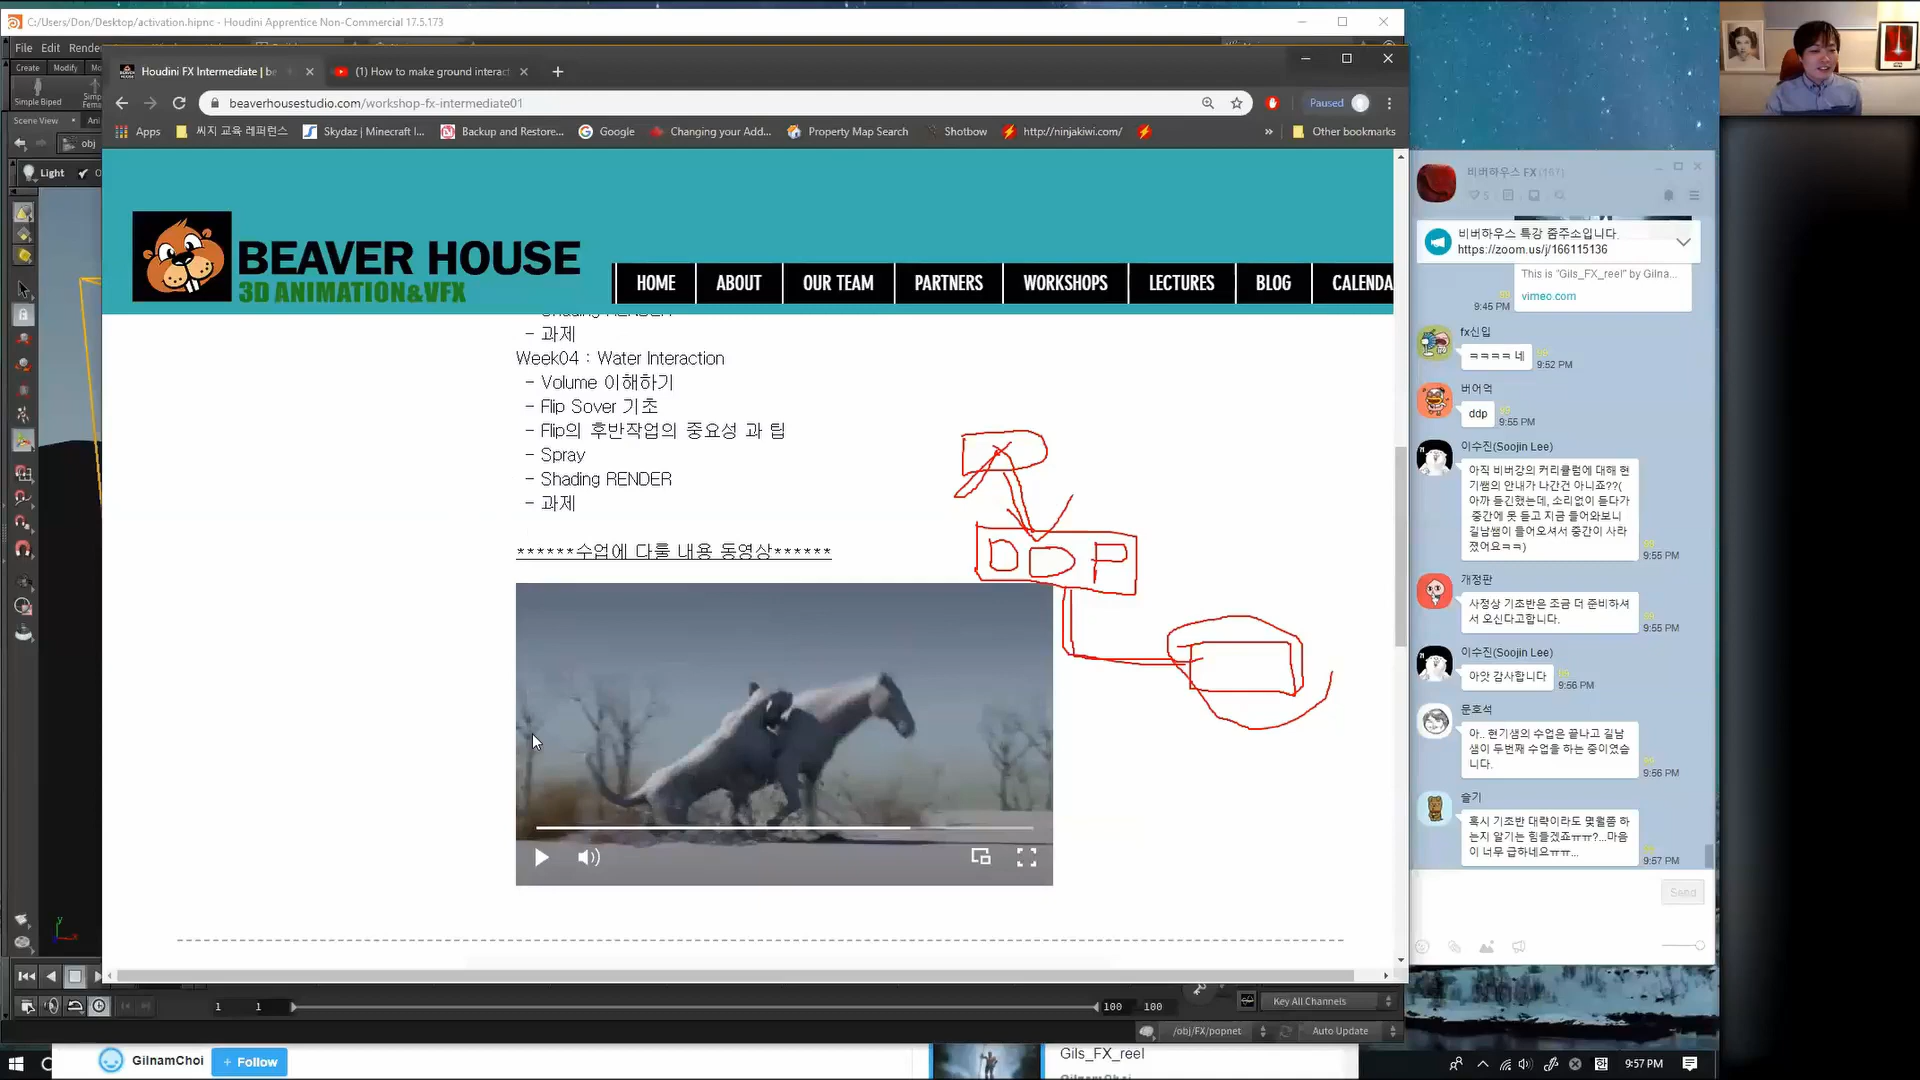 C:/Users/Don/Desktop/activation.hipnc - Houdini Apprentice Non-Commercial 17.5.173
File Edit Render
Create Modify
Simple Biped
Scene View
obj
Light
Houdini FX Intermediate | be
(1) How to make ground interact
beaverhousestudio.com/workshop-fx-intermediate01
Paused
Apps
씨지 교육 레퍼런스
Skydaz | Minecraft I...
Backup and Restore...
Google
Changing your Add...
Property Map Search
Shotbow
http://ninjakiwi.com/
Other bookmarks
BEAVER HOUSE
3D ANIMATION&VFX
HOME
ABOUT
OUR TEAM
PARTNERS
WORKSHOPS
LECTURES
BLOG
CALENDA
- Shading RENDER
- 과제
Week04 : Water Interaction
- Volume 이해하기
- Flip Sover 기초
- Flip의 후반작업의 중요성 과 팁
- Spray
- Shading RENDER
- 과제
******수업에 다룰 내용 동영상******
DDP
비버하우스 FX (167)
비버하우스 특강 줌주소입니다.
https://zoom.us/j/166115136
This is "Gils_FX_reel" by Gilna...
vimeo.com
9:45 PM
fx신입
ㅋㅋㅋㅋ 네
9:52 PM
버어억
ddp
9:55 PM
이수진(Soojin Lee)
아직 비버강의 커리큘럼에 대해 현
기쌤의 안내가 나간건 아니죠??(
아까 듣긴했는데, 소리없이 듣다가
중간에 못 듣고 지금 들어와보니
길남쌤이 들어오셔서 중간이 사라
졌어요ㅋㅋ)
9:55 PM
개정판
사정상 기초반은 조금 더 준비하셔
서 오신다고합니다.
9:55 PM
이수진(Soojin Lee)
아앗 감사합니다
9:56 PM
문호석
아.. 현기샘의 수업은 끝나고 길남
샘이 두번째 수업을 하는 중이였습
니다.
9:56 PM
슬기
혹시 기초반 대략이라도 몇월쯤 하
는지 알기는 힘들겠죠ㅠㅠ?...마음
이 너무 급하네요ㅠㅠ...
9:57 PM
Send
1 1 100 100
Key All Channels
/obj/FX/popnet
Auto Update
GilnamChoi
+ Follow
Gils_FX_reel
GilnamChoi
9:57 PM